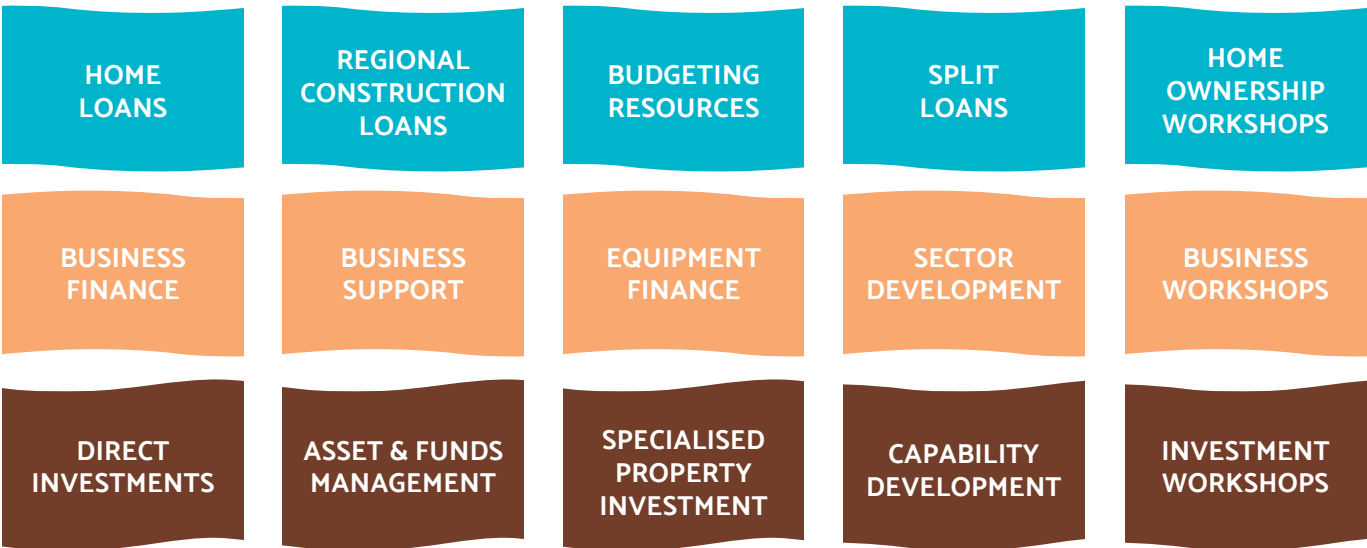 HOME
LOANS
REGIONAL
CONSTRUCTION
LOANS
BUDGETING
RESOURCES
SPLIT
LOANS
HOME
OWNERSHIP
WORKSHOPS
BUSINESS
FINANCE
BUSINESS
SUPPORT
EQUIPMENT
FINANCE
SECTOR
DEVELOPMENT
BUSINESS
WORKSHOPS
DIRECT
INVESTMENTS
ASSET & FUNDS
MANAGEMENT
SPECIALISED
PROPERTY
INVESTMENT
CAPABILITY
DEVELOPMENT
INVESTMENT
WORKSHOPS